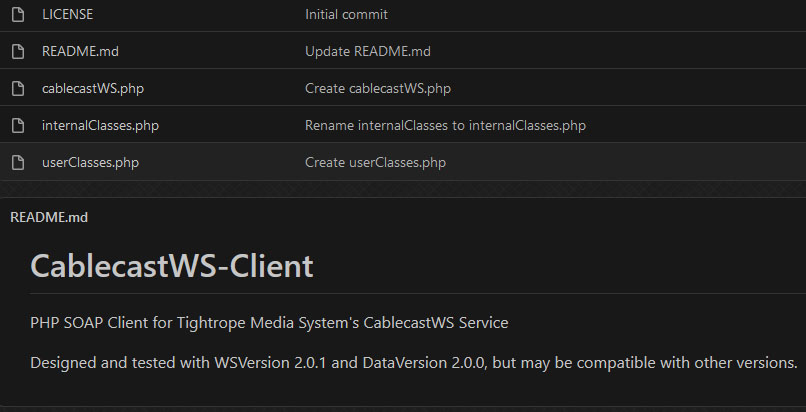 LICENSE Initial commit
README.md Update README.md
cablecastWS.php Create cablecastWS.php
internalClasses.php Rename internalClasses to internalClasses.php
userClasses.php Create userClasses.php
README.md
CablecastWS-Client
PHP SOAP Client for Tightrope Media System's CablecastWS Service
Designed and tested with WSVersion 2.0.1 and DataVersion 2.0.0, but may be compatible with other versions.